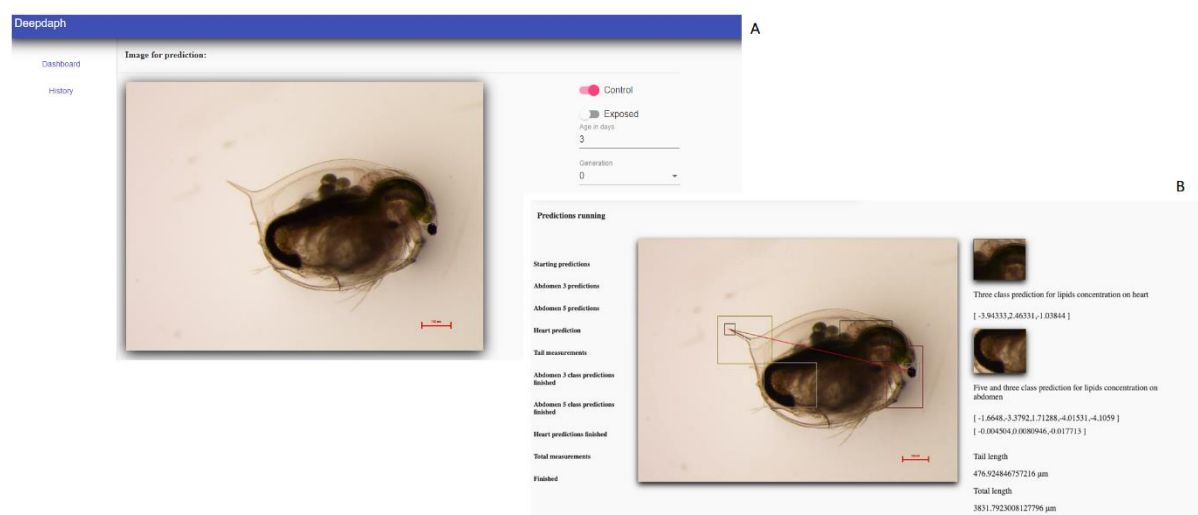 Deepdaph
A
Dashboard
History
Image for prediction:
Control
Exposed
Age in days
3
Generation
0
B
Predictions running
Starting predictions
Abdomen 3 predictions
Abdomen 5 predictions
Heart prediction
Tail measurements
Abdomen 3 class predictions
finished
Abdomen 5 class predictions
finished
Heart predictions finished
Total measurements
Finished
Three class prediction for lipids concentration on heart
[ -3.94333,2.46331,-1.03844 ]
Five and three class prediction for lipids concentration on
abdomen
[ -1.6648,-3.3792,1.71288,-4.01531,-4.1059 ]
[ -0.004504,0.0080946,-0.017713 ]
Tail length
476.924846757216 µm
Total length
3831.7923008127796 µm